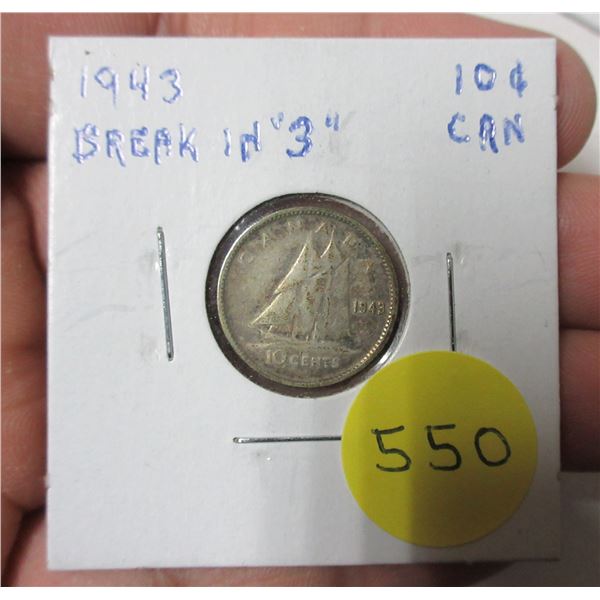 1943 10¢
BREAK IN "3" CAN
CANADA
1943
10 CENTS
550